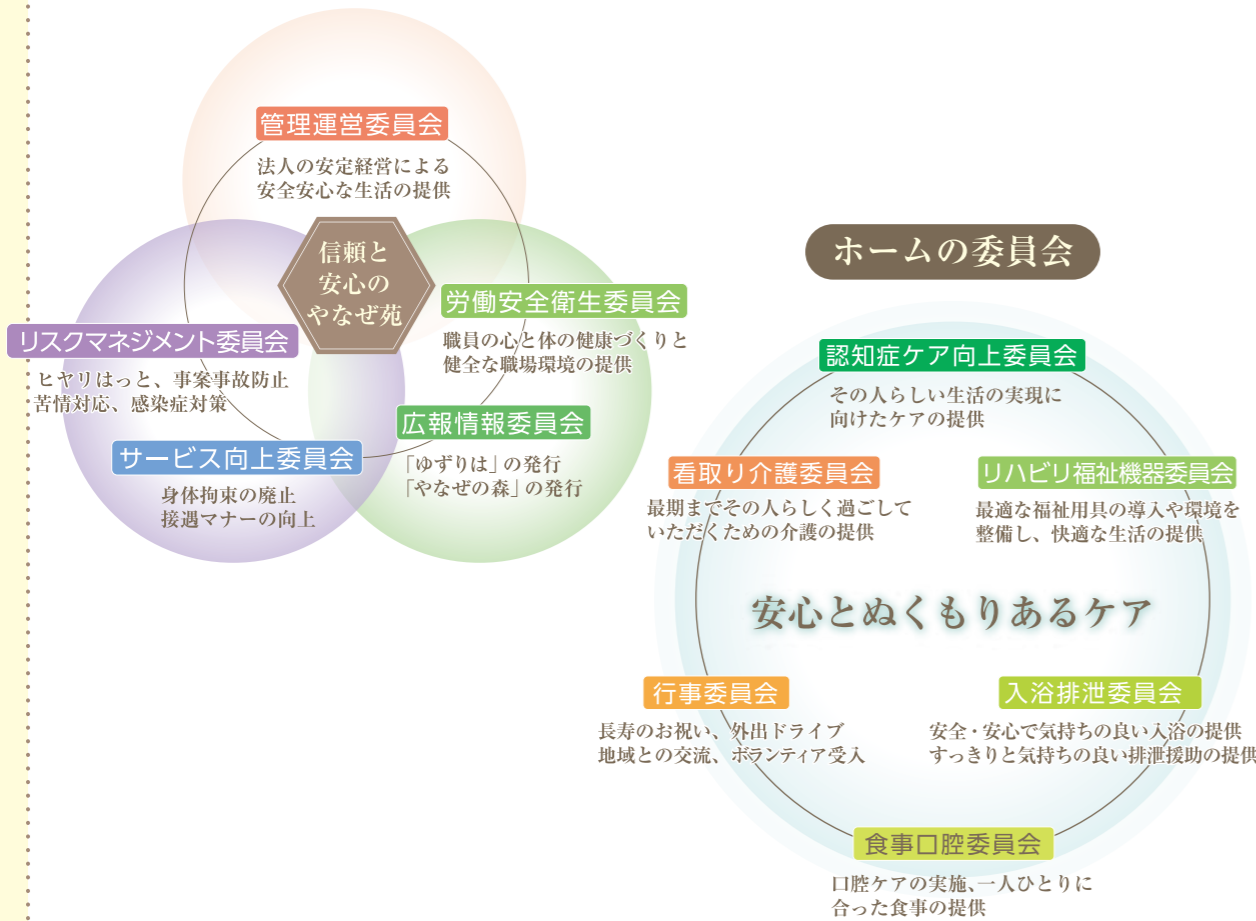 管理運営委員会
法人の安定経営による
安全安心な生活の提供
信頼と
安心の
やなぜ苑
労働安全衛生委員会
職員の心と体の健康づくりと
健全な職場環境の提供
リスクマネジメント委員会
ヒヤリはっと、事案事故防止
苦情対応、感染症対策
広報情報委員会
「ゆずりは」の発行
「やなぜの森」の発行
サービス向上委員会
身体拘束の廃止
接遇マナーの向上
ホームの委員会
認知症ケア向上委員会
その人らしい生活の実現に
向けたケアの提供
看取り介護委員会
最期までその人らしく過ごして
いただくための介護の提供
リハビリ福祉機器委員会
最適な福祉用具の導入や環境を
整備し、快適な生活の提供
安心とぬくもりあるケア
行事委員会
長寿のお祝い、外出ドライブ
地域との交流、ボランティア受入
入浴排泄委員会
安全・安心で気持ちの良い入浴の提供
すっきりと気持ちの良い排泄援助の提供
食事口腔委員会
口腔ケアの実施、一人ひとりに
合った食事の提供